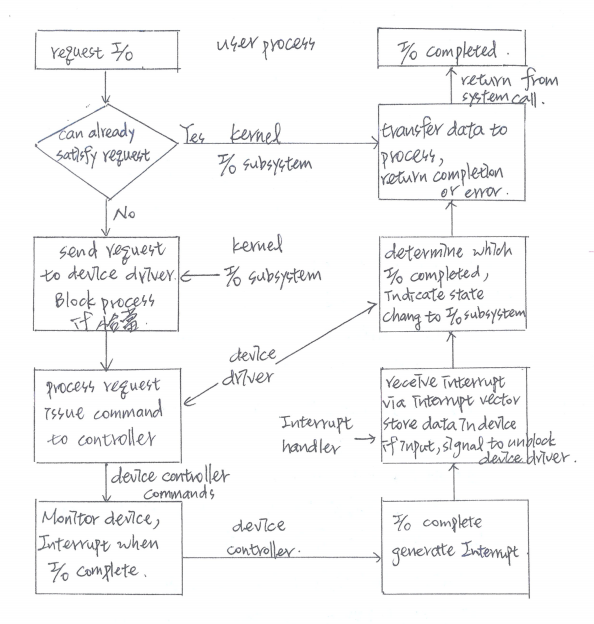 request I/O
user process
I/O completed.
return from
system call.
can already
satisfy request
Yes
kernel
I/O subsystem
transfer data to
process,
return completion
or error.
No
send request
to device driver.
Block process
if 恰当.
kernel
I/O subsystem
determine which
I/O completed,
indicate state
chang to I/O subsystem
device
driver
process request
issue command
to controller
Interrupt
handler
receive interrupt
via interrupt vector
store data in device
if input, signal to unblock
device driver.
device controller
commands
Monitor device,
Interrupt when
I/O complete.
device
controller.
I/O complete
generate Interrupt.